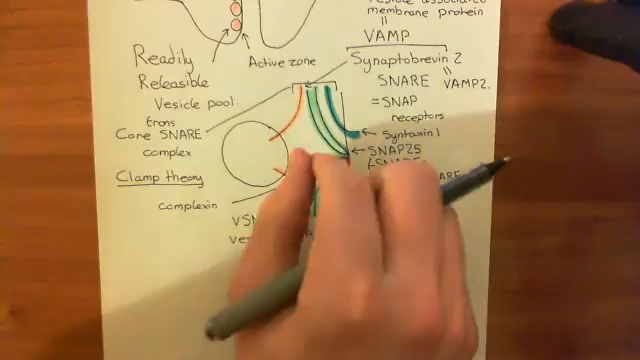 membrane protein
VAMP
Readily
Releasible
Vesicle pool.
Active zone
Synaptobrevin 2
VAMP2.
SNARE
= SNAP
receptors
trans
Core SNARE
complex
Syntaxin 1
SNAP25
Clamp theory
complexin